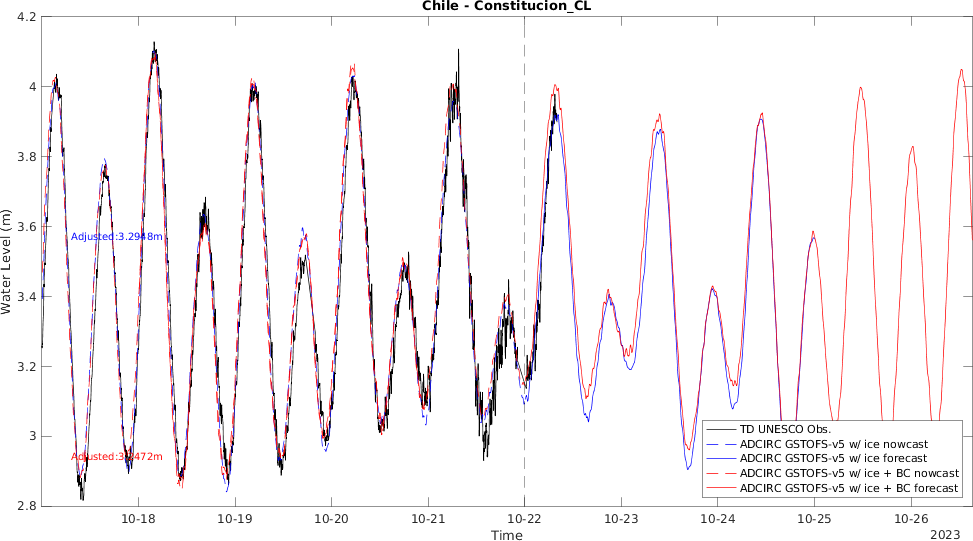 Chile - Constitucion_CL
Water Level (m)
4.2
4
3.8
3.6
3.4
3.2
3
2.8
Adjusted:3.2948m
TD UNESCO Obs.
ADCIRC GSTOFS-v5 w/ ice nowcast
ADCIRC GSTOFS-v5 w/ ice forecast
ADCIRC GSTOFS-v5 w/ ice + BC nowcast
ADCIRC GSTOFS-v5 w/ ice + BC forecast
10-18 10-19 10-20 10-21 10-22 10-23 10-24 10-25 10-26
Time
2023